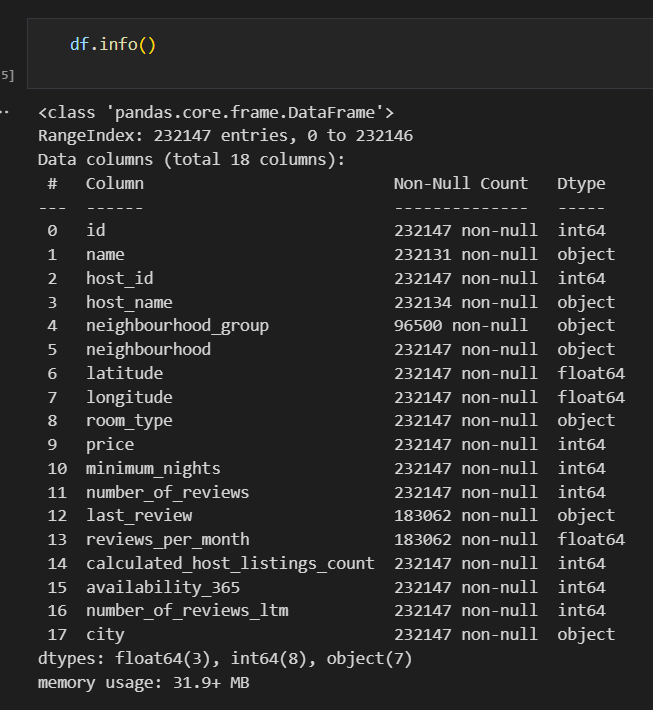 df.info()
5]
..
<class 'pandas.core.frame.DataFrame'>
RangeIndex: 232147 entries, 0 to 232146
Data columns (total 18 columns):
 #   Column                          Non-Null Count   Dtype
---  ------                          --------------   -----
 0   id                              232147 non-null  int64
 1   name                            232131 non-null  object
 2   host_id                         232147 non-null  int64
 3   host_name                       232134 non-null  object
 4   neighbourhood_group             96500 non-null   object
 5   neighbourhood                   232147 non-null  object
 6   latitude                        232147 non-null  float64
 7   longitude                       232147 non-null  float64
 8   room_type                       232147 non-null  object
 9   price                           232147 non-null  int64
 10  minimum_nights                  232147 non-null  int64
 11  number_of_reviews               232147 non-null  int64
 12  last_review                     183062 non-null  object
 13  reviews_per_month               183062 non-null  float64
 14  calculated_host_listings_count  232147 non-null  int64
 15  availability_365                232147 non-null  int64
 16  number_of_reviews_ltm           232147 non-null  int64
 17  city                            232147 non-null  object
dtypes: float64(3), int64(8), object(7)
memory usage: 31.9+ MB